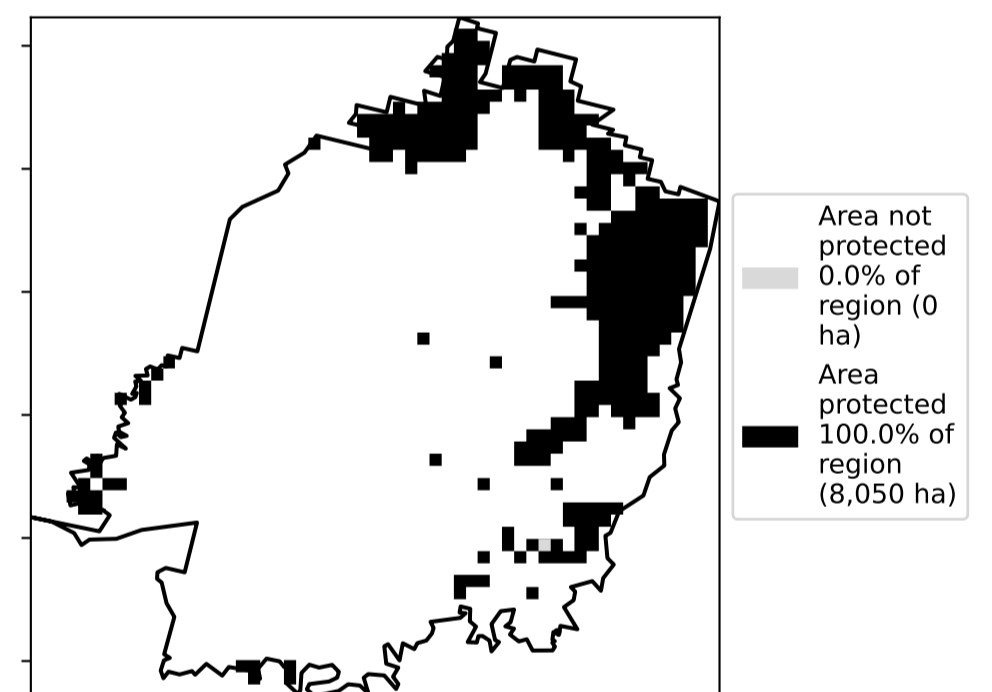 Area not
protected
0.0% of
region (0
ha)
Area
protected
100.0% of
region
(8,050 ha)